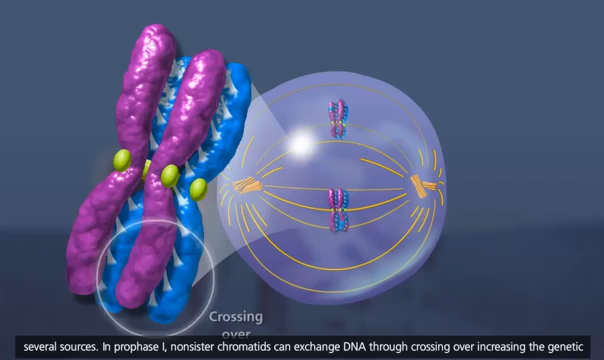 Crossing
over
several sources. In prophase I, nonsister chromatids can exchange DNA through crossing over increasing the genetic